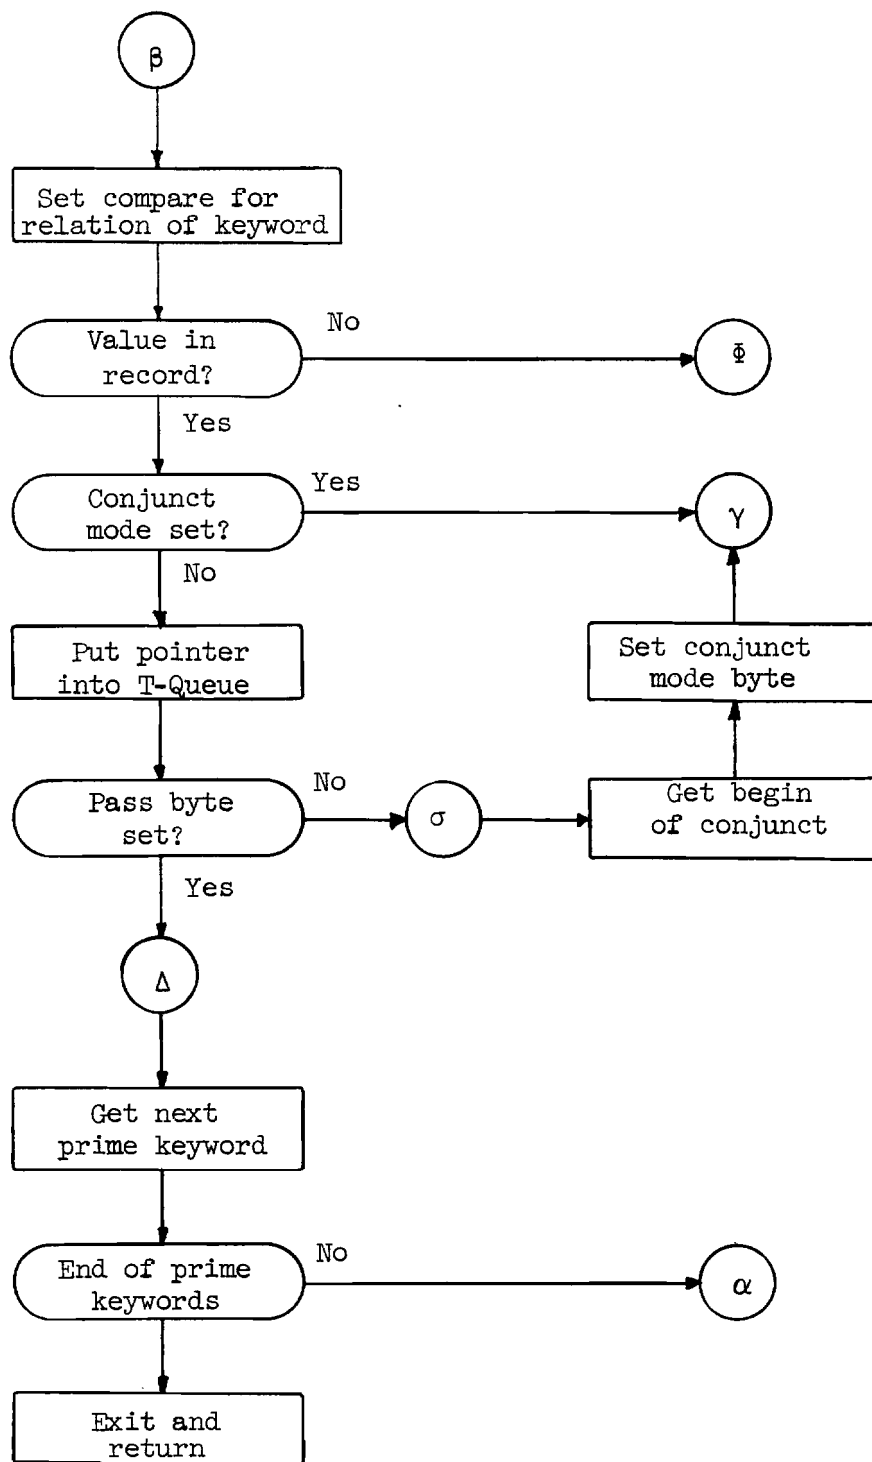 β
Set compare for
relation of keyword
Value in
record?
No
Φ
Yes
Conjunct
mode set?
Yes
γ
No
Put pointer
into T-Queue
Set conjunct
mode byte
Pass byte
set?
No
σ
Get begin
of conjunct
Yes
Δ
Get next
prime keyword
End of prime
keywords
No
α
Exit and
return